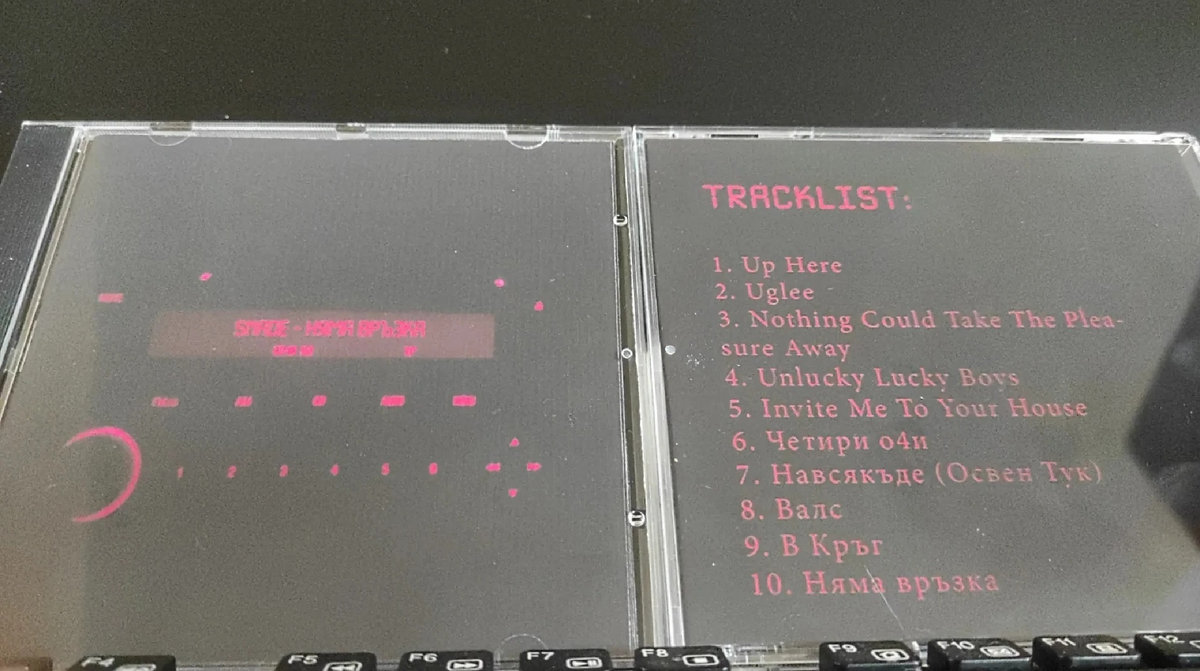 НЯМА ВРЪЗКА
1 2 3 4 5 6
TRACKLIST:
1. Up Here
2. Uglee
3. Nothing Could Take The Plea-
sure Away
4. Unlucky Lucky Boys
5. Invite Me To Your House
6. Четири о4и
7. Навсякъде (Освен Тук)
8. Валс
9. В Кръг
10. Няма връзка
F4 F5 F6 F7 F8 F9 F10 F11 F12